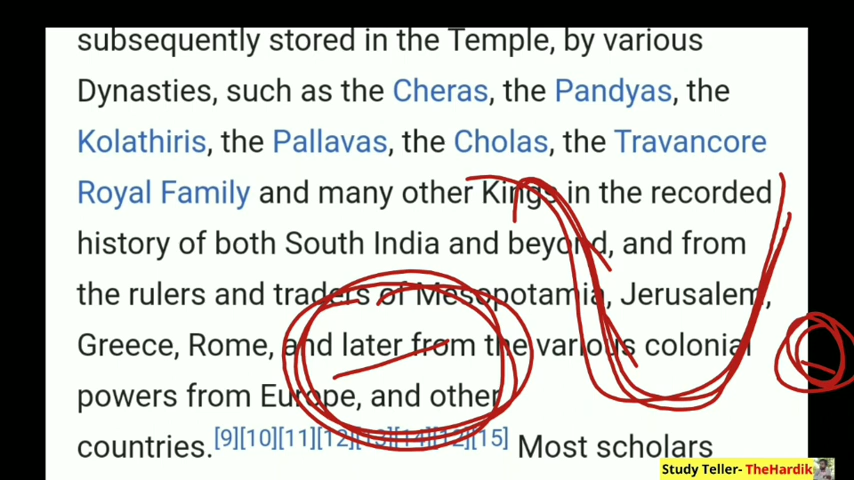 subsequently stored in the Temple, by various
Dynasties, such as the Cheras, the Pandyas, the
Kolathiris, the Pallavas, the Cholas, the Travancore
Royal Family and many other Kings in the recorded
history of both South India and beyond, and from
the rulers and traders of Mesopotamia, Jerusalem,
Greece, Rome, and later from the various colonial
powers from Europe, and other
countries.[9][10][11][12][13][14][12][15] Most scholars
Study Teller- TheHardik